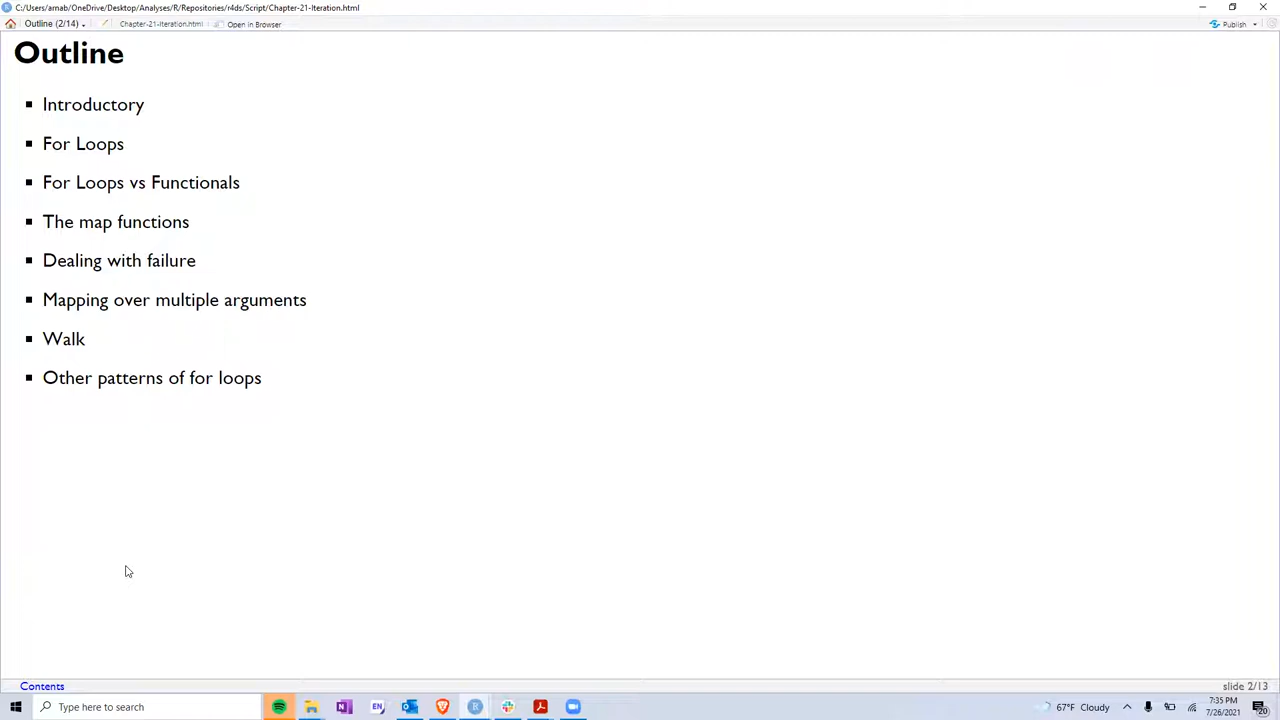 C:/Users/arnab/OneDrive/Desktop/Analyses/R/Repositories/r4ds/Script/Chapter-21-Iteration.html
Outline (2/14) Chapter-21-Iteration.html Open in Browser Publish
Outline
Introductory
For Loops
For Loops vs Functionals
The map functions
Dealing with failure
Mapping over multiple arguments
Walk
Other patterns of for loops
Contents slide 2/13
Type here to search 67°F Cloudy 7:35 PM
7/26/2021 20